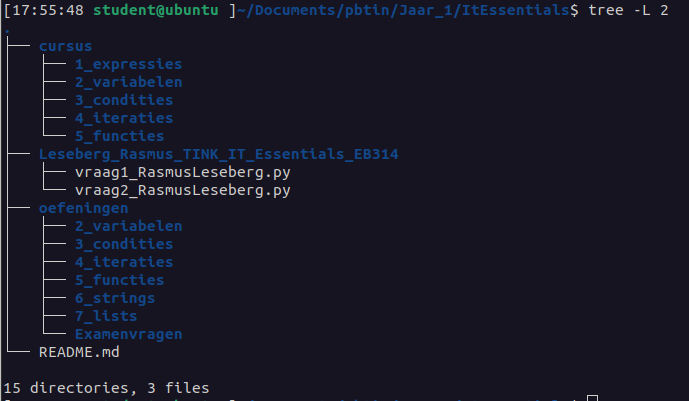 [17:55:48 student@ubuntu ]~/Documents/pbtin/Jaar_1/ItEssentials$ tree -L 2
.
├── cursus
│   ├── 1_expressies
│   ├── 2_variabelen
│   ├── 3_condities
│   ├── 4_iteraties
│   └── 5_functies
├── Leseberg_Rasmus_TINK_IT_Essentials_EB314
│   ├── vraag1_RasmusLeseberg.py
│   └── vraag2_RasmusLeseberg.py
├── oefeningen
│   ├── 2_variabelen
│   ├── 3_condities
│   ├── 4_iteraties
│   ├── 5_functies
│   ├── 6_strings
│   ├── 7_lists
│   └── Examenvragen
└── README.md
15 directories, 3 files